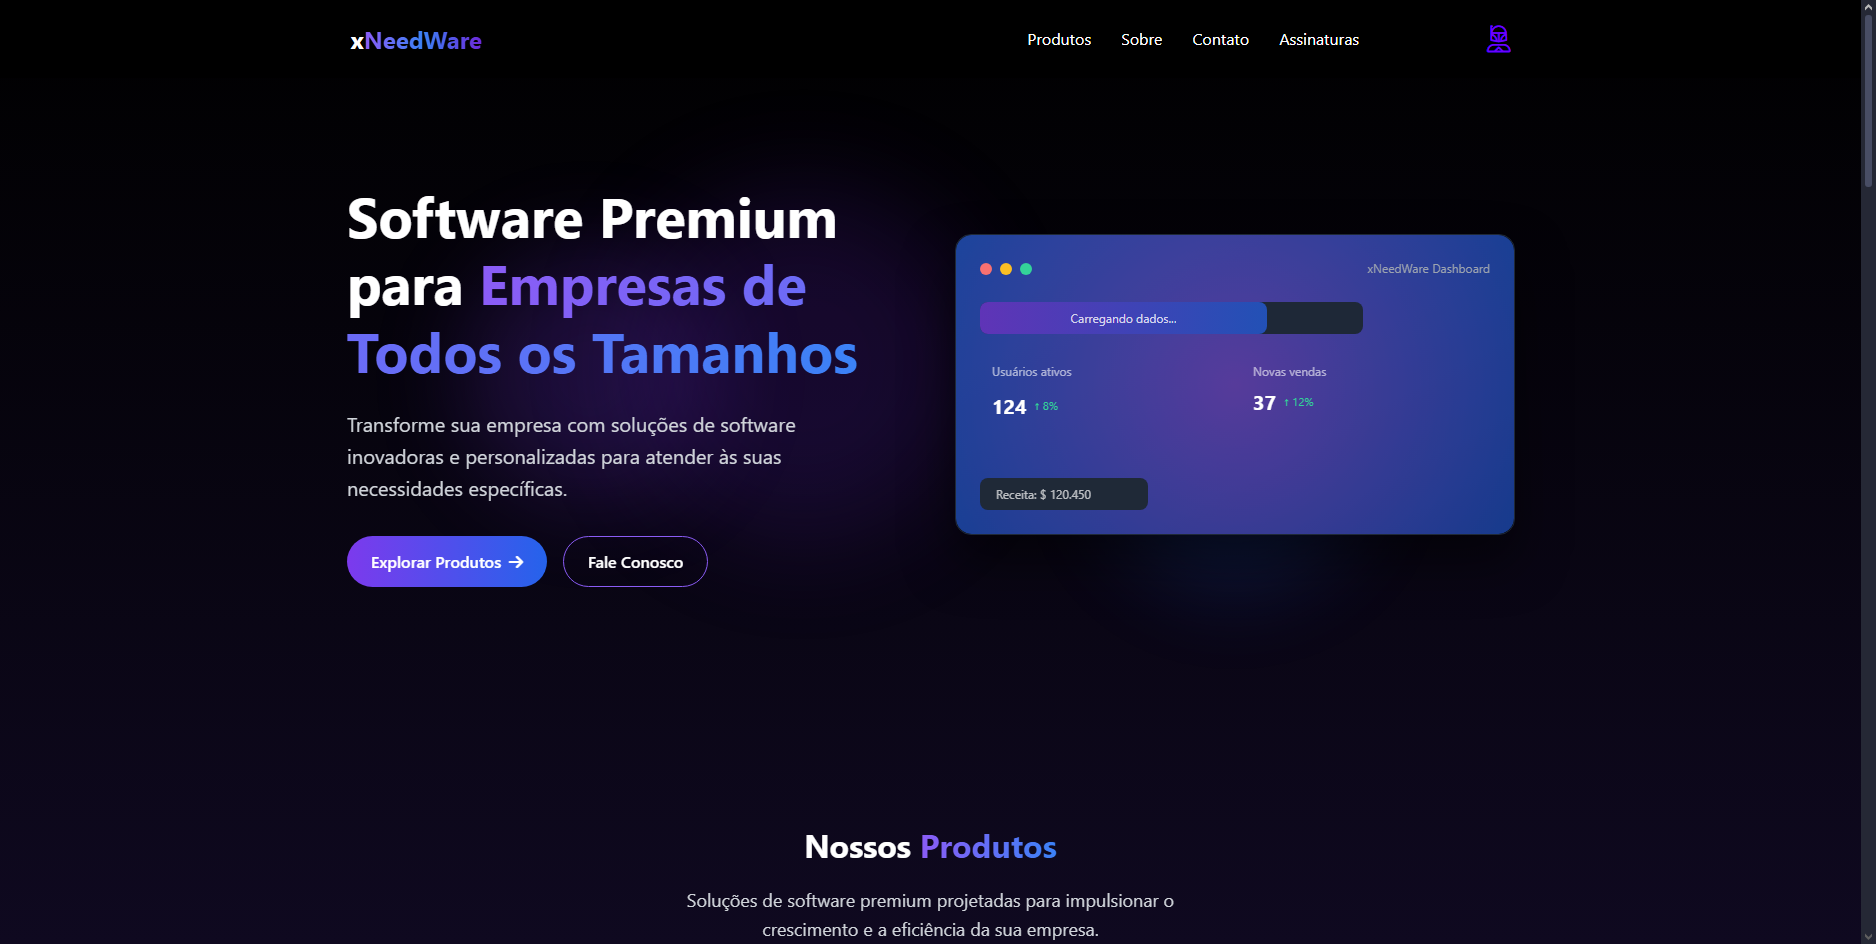 xNeedWare
Produtos Sobre Contato Assinaturas
Software Premium
para Empresas de
Todos os Tamanhos
Transforme sua empresa com soluções de software
inovadoras e personalizadas para atender às suas
necessidades específicas.
Explorar Produtos →
Fale Conosco
xNeedWare Dashboard
Carregando dados...
Usuários ativos
124 ↑ 8%
Novas vendas
37 ↑ 12%
Receita: $ 120.450
Nossos Produtos
Soluções de software premium projetadas para impulsionar o
crescimento e a eficiência da sua empresa.